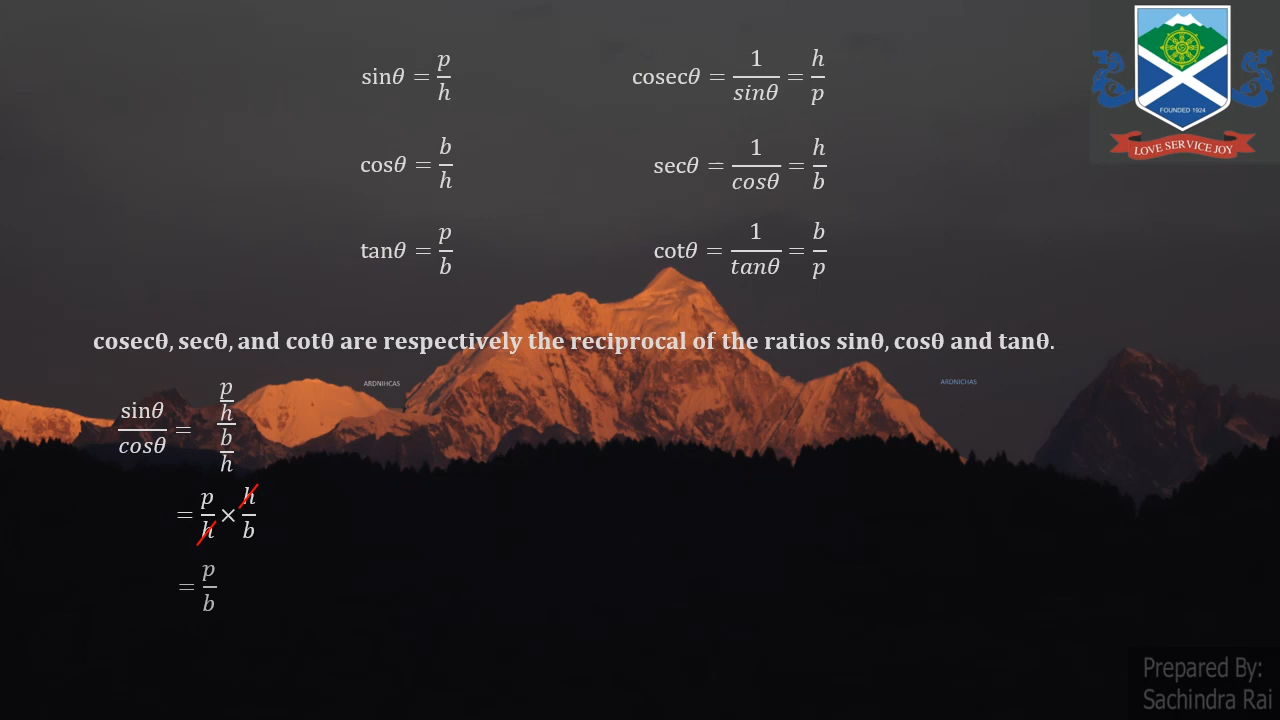 sinθ = p/h
cosecθ = 1/sinθ = h/p
cosθ = b/h
secθ = 1/cosθ = h/b
tanθ = p/b
cotθ = 1/tanθ = b/p
cosecθ, secθ, and cotθ are respectively the reciprocal of the ratios sinθ, cosθ and tanθ.
ARDNIHCAS
ARDNICHAS
sinθ/cosθ = (p/h)/(b/h)
= p/h × h/b
= p/b
FOUNDED 1924
LOVE SERVICE JOY
Prepared By:
Sachindra Rai